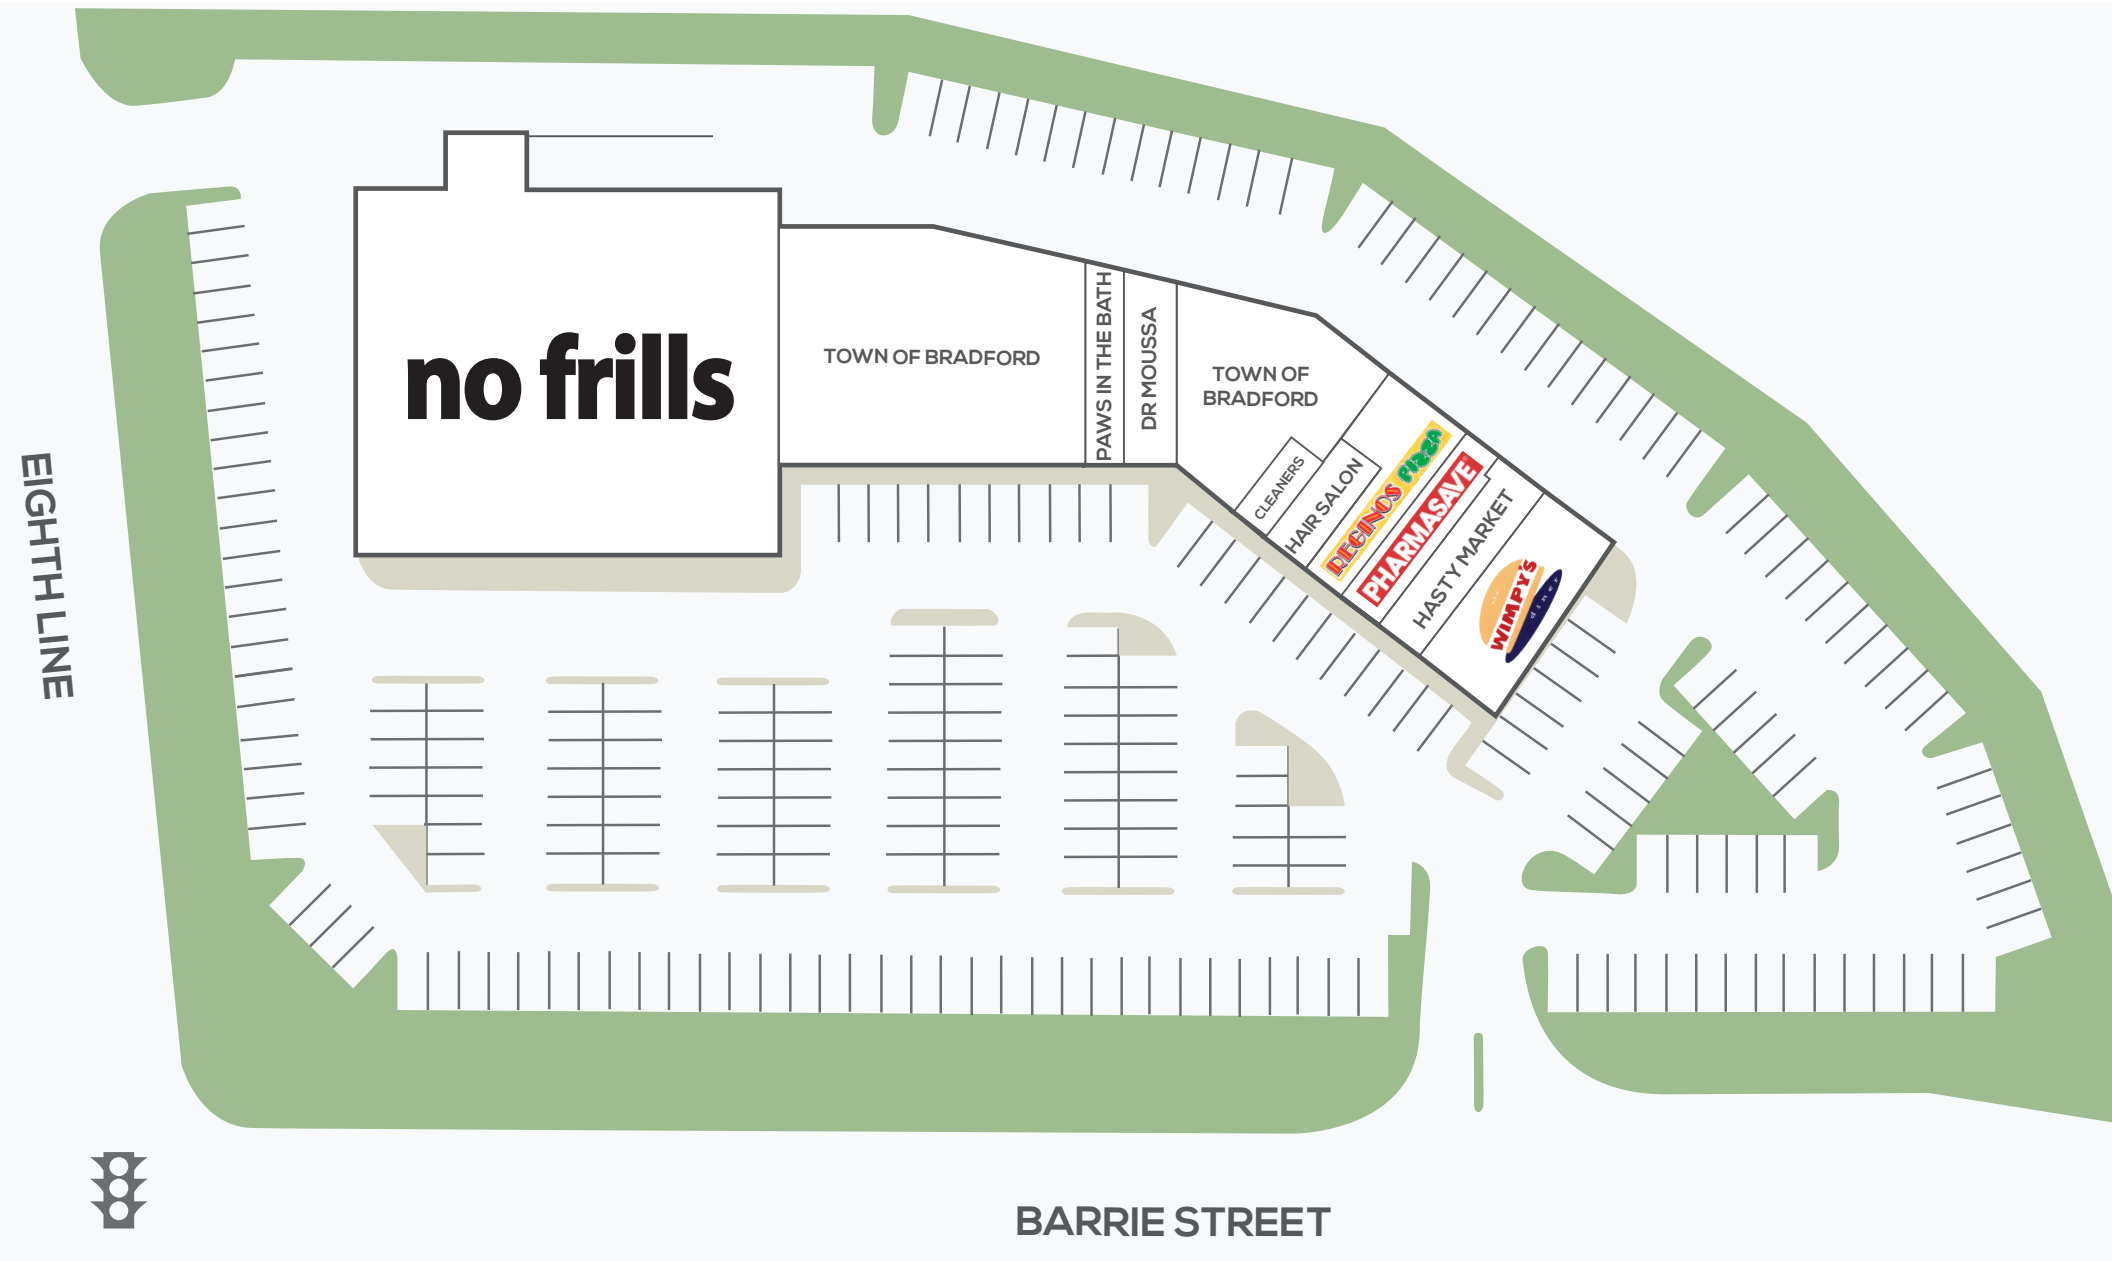 no frills
TOWN OF BRADFORD
PAWS IN THE BATH
DR MOUSSA
TOWN OF
BRADFORD
CLEANERS
HAIR SALON
REGINOS PIZZA
PHARMASAVE
HASTY MARKET
WIMPY'S
diner
EIGHTH LINE
BARRIE STREET